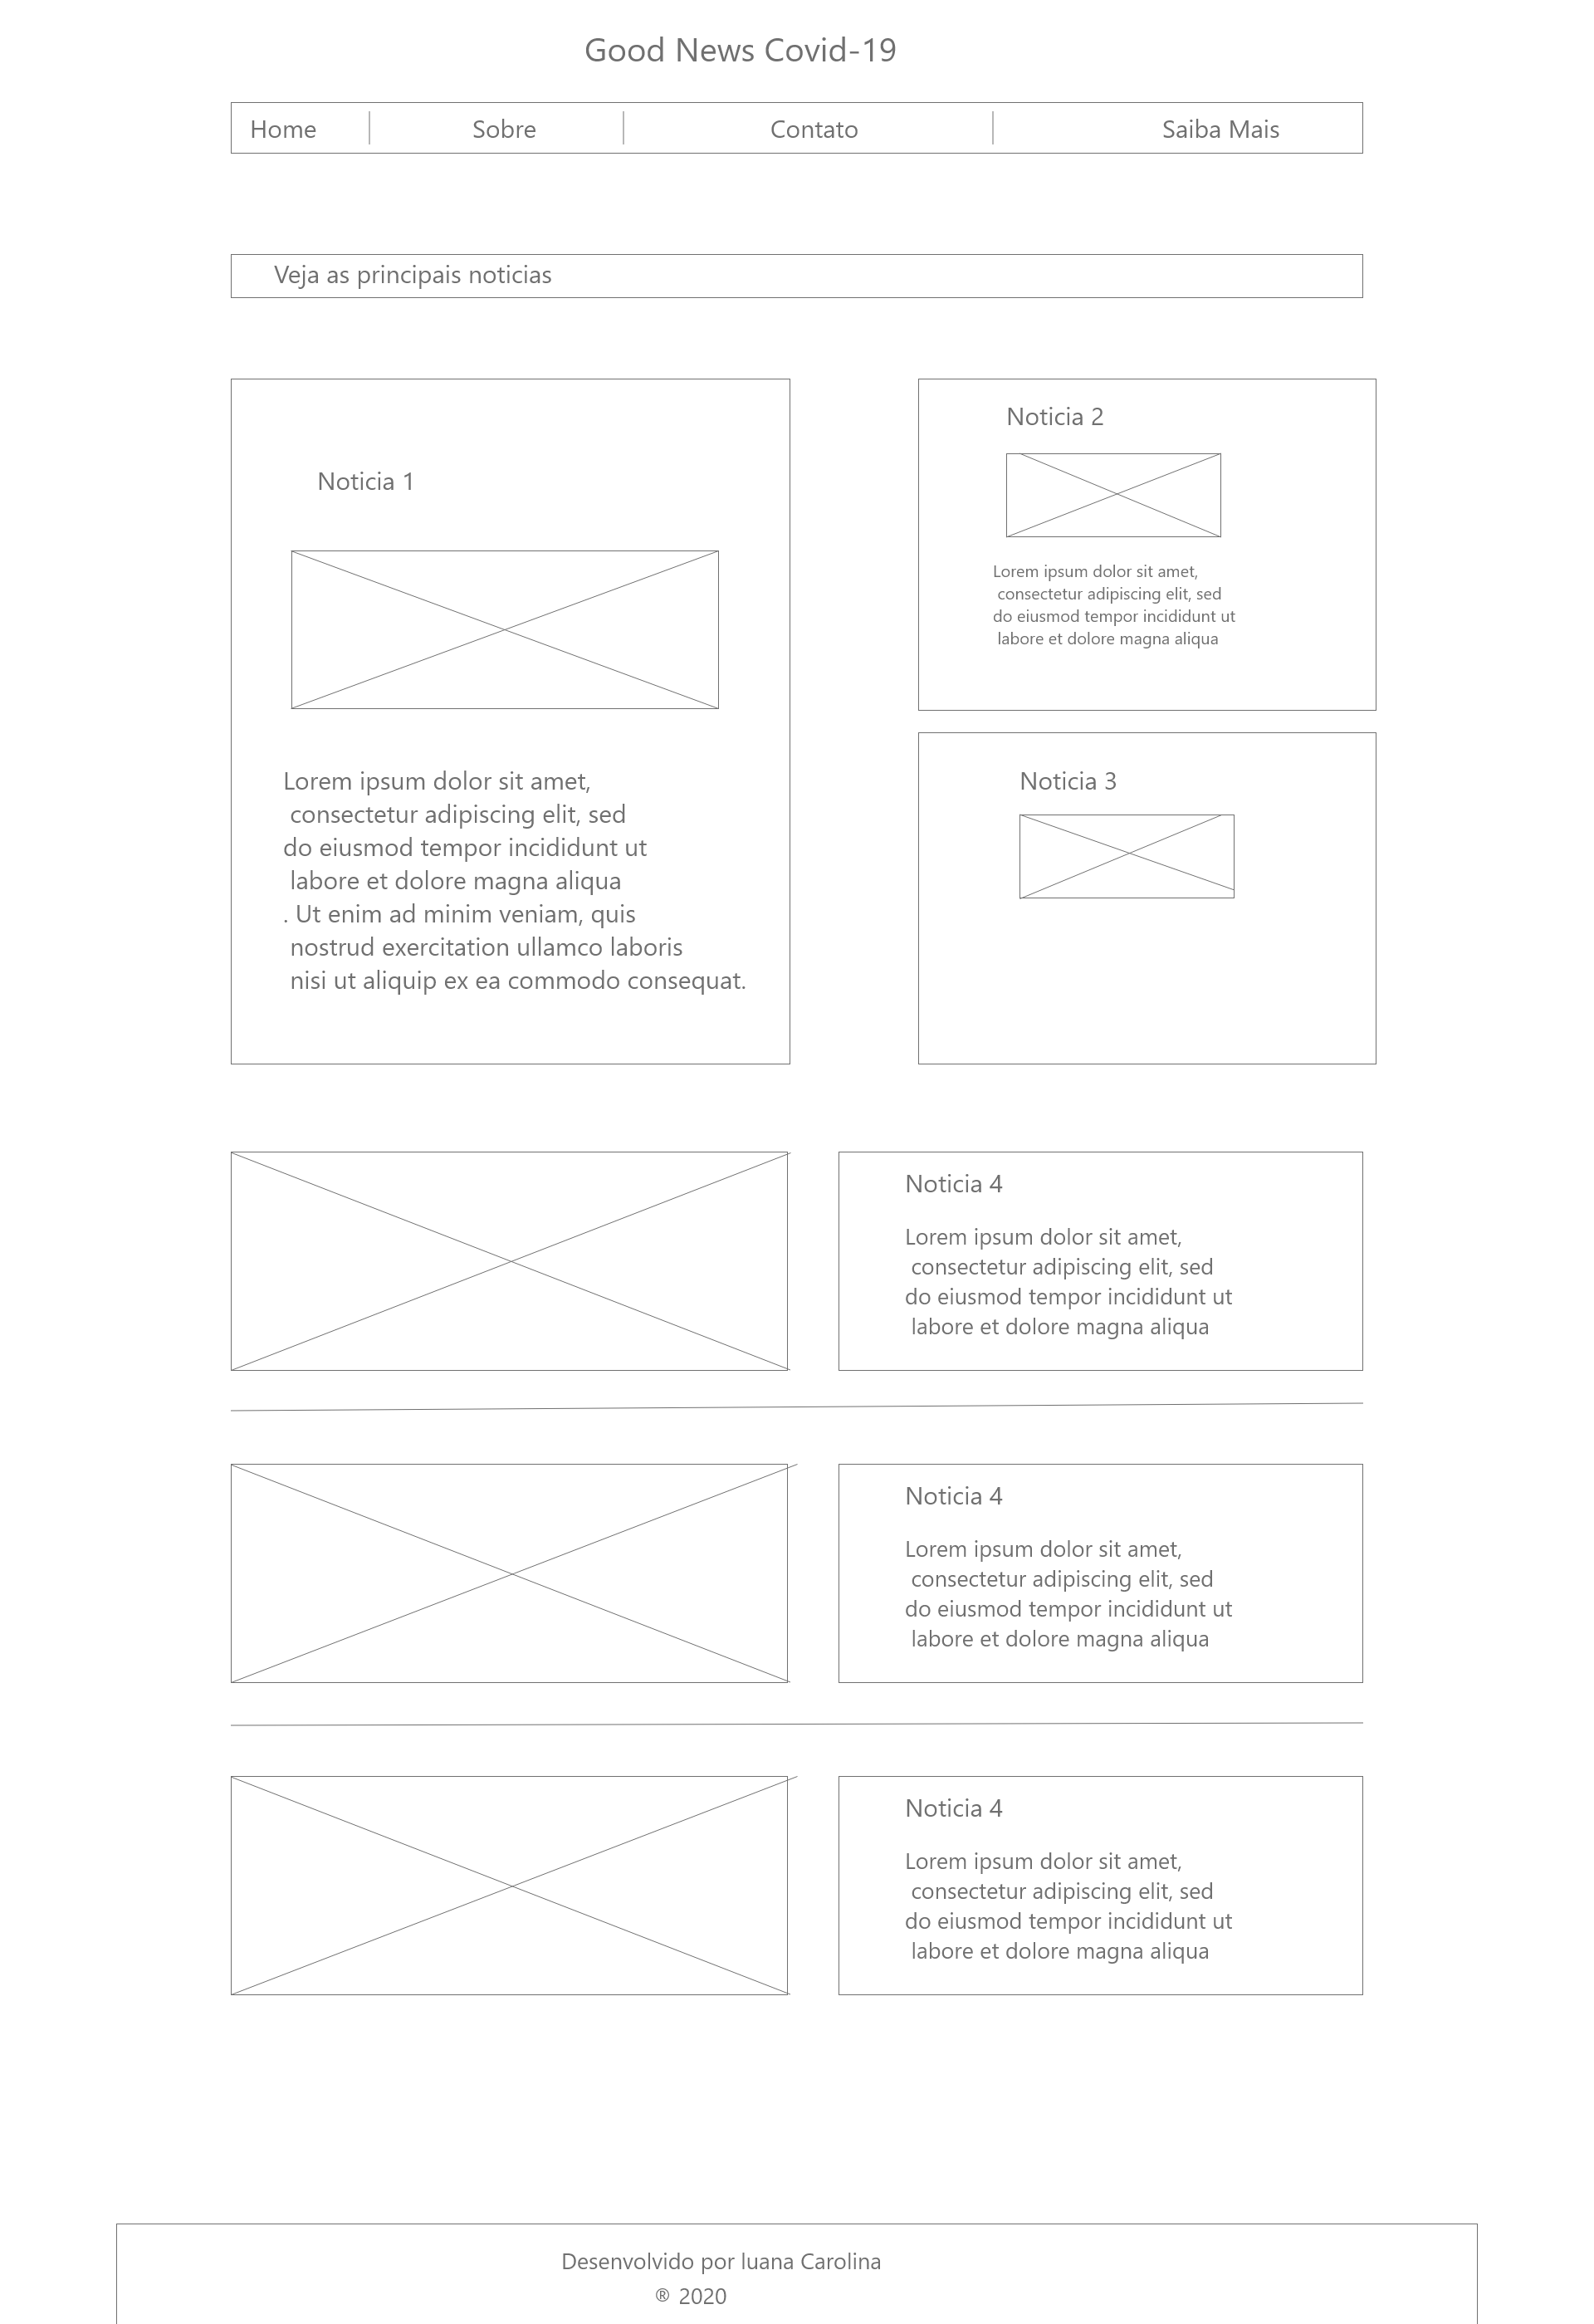 Good News Covid-19
Home
Sobre
Contato
Saiba Mais
Veja as principais noticias
Noticia 1
Lorem ipsum dolor sit amet,
consectetur adipiscing elit, sed
do eiusmod tempor incididunt ut
labore et dolore magna aliqua
. Ut enim ad minim veniam, quis
nostrud exercitation ullamco laboris
nisi ut aliquip ex ea commodo consequat.
Noticia 2
Lorem ipsum dolor sit amet,
consectetur adipiscing elit, sed
do eiusmod tempor incididunt ut
labore et dolore magna aliqua
Noticia 3
Noticia 4
Lorem ipsum dolor sit amet,
consectetur adipiscing elit, sed
do eiusmod tempor incididunt ut
labore et dolore magna aliqua
Noticia 4
Lorem ipsum dolor sit amet,
consectetur adipiscing elit, sed
do eiusmod tempor incididunt ut
labore et dolore magna aliqua
Noticia 4
Lorem ipsum dolor sit amet,
consectetur adipiscing elit, sed
do eiusmod tempor incididunt ut
labore et dolore magna aliqua
Desenvolvido por luana Carolina
® 2020